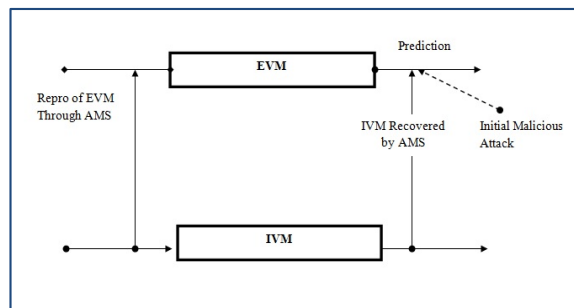 Prediction
EVM
Repro of EVM
Through AMS
IVM Recovered
by AMS
Initial Malicious
Attack
IVM